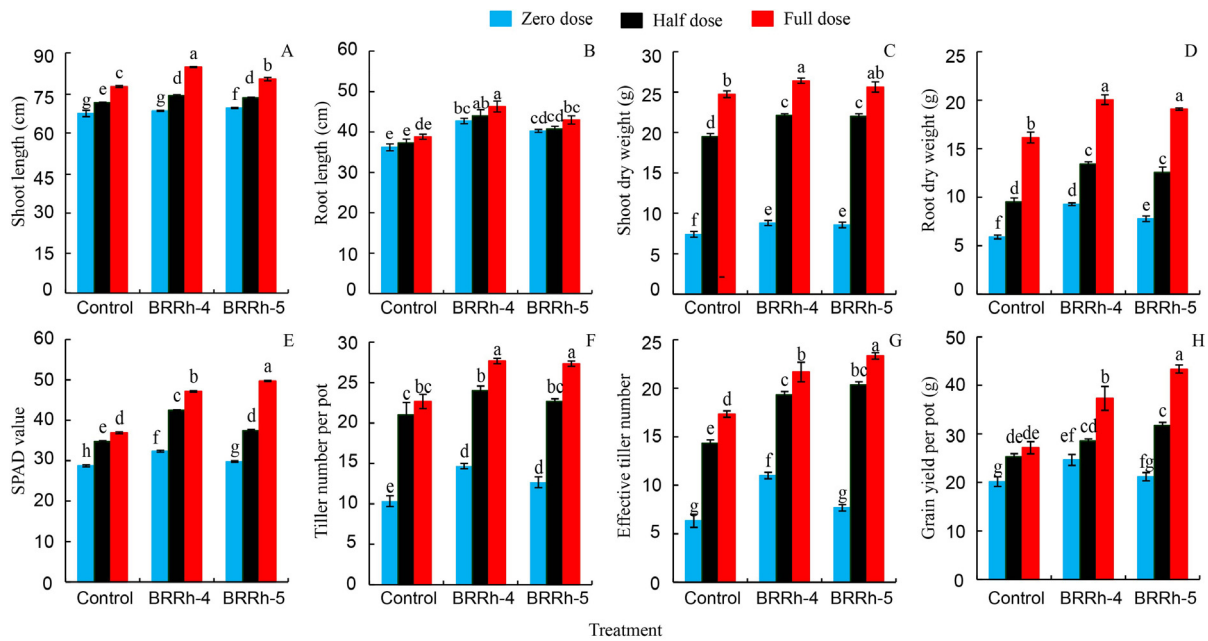 Zero dose Half dose Full dose
A
Shoot length (cm)
90
75
60
45
30
15
0
g e c g d a f d b
Control BRRh-4 BRRh-5
B
Root length (cm)
60
50
40
30
20
10
0
e e de bc ab a cd cd bc
Control BRRh-4 BRRh-5
C
Shoot dry weight (g)
30
25
20
15
10
5
0
f d b e c a e c ab
Control BRRh-4 BRRh-5
D
Root dry weight (g)
25
20
15
10
5
0
f d b d c a e c a
Control BRRh-4 BRRh-5
E
SPAD value
60
50
40
30
20
10
0
h e d f c b g d a
Control BRRh-4 BRRh-5
F
Tiller number per pot
30
25
20
15
10
5
0
e c bc d b a d c a
Control BRRh-4 BRRh-5
G
Effective tiller number
25
20
15
10
5
0
g e d f c b g bc a
Control BRRh-4 BRRh-5
H
Grain yield per pot (g)
50
40
30
20
10
0
g de de ef cd b fg c a
Control BRRh-4 BRRh-5
Treatment